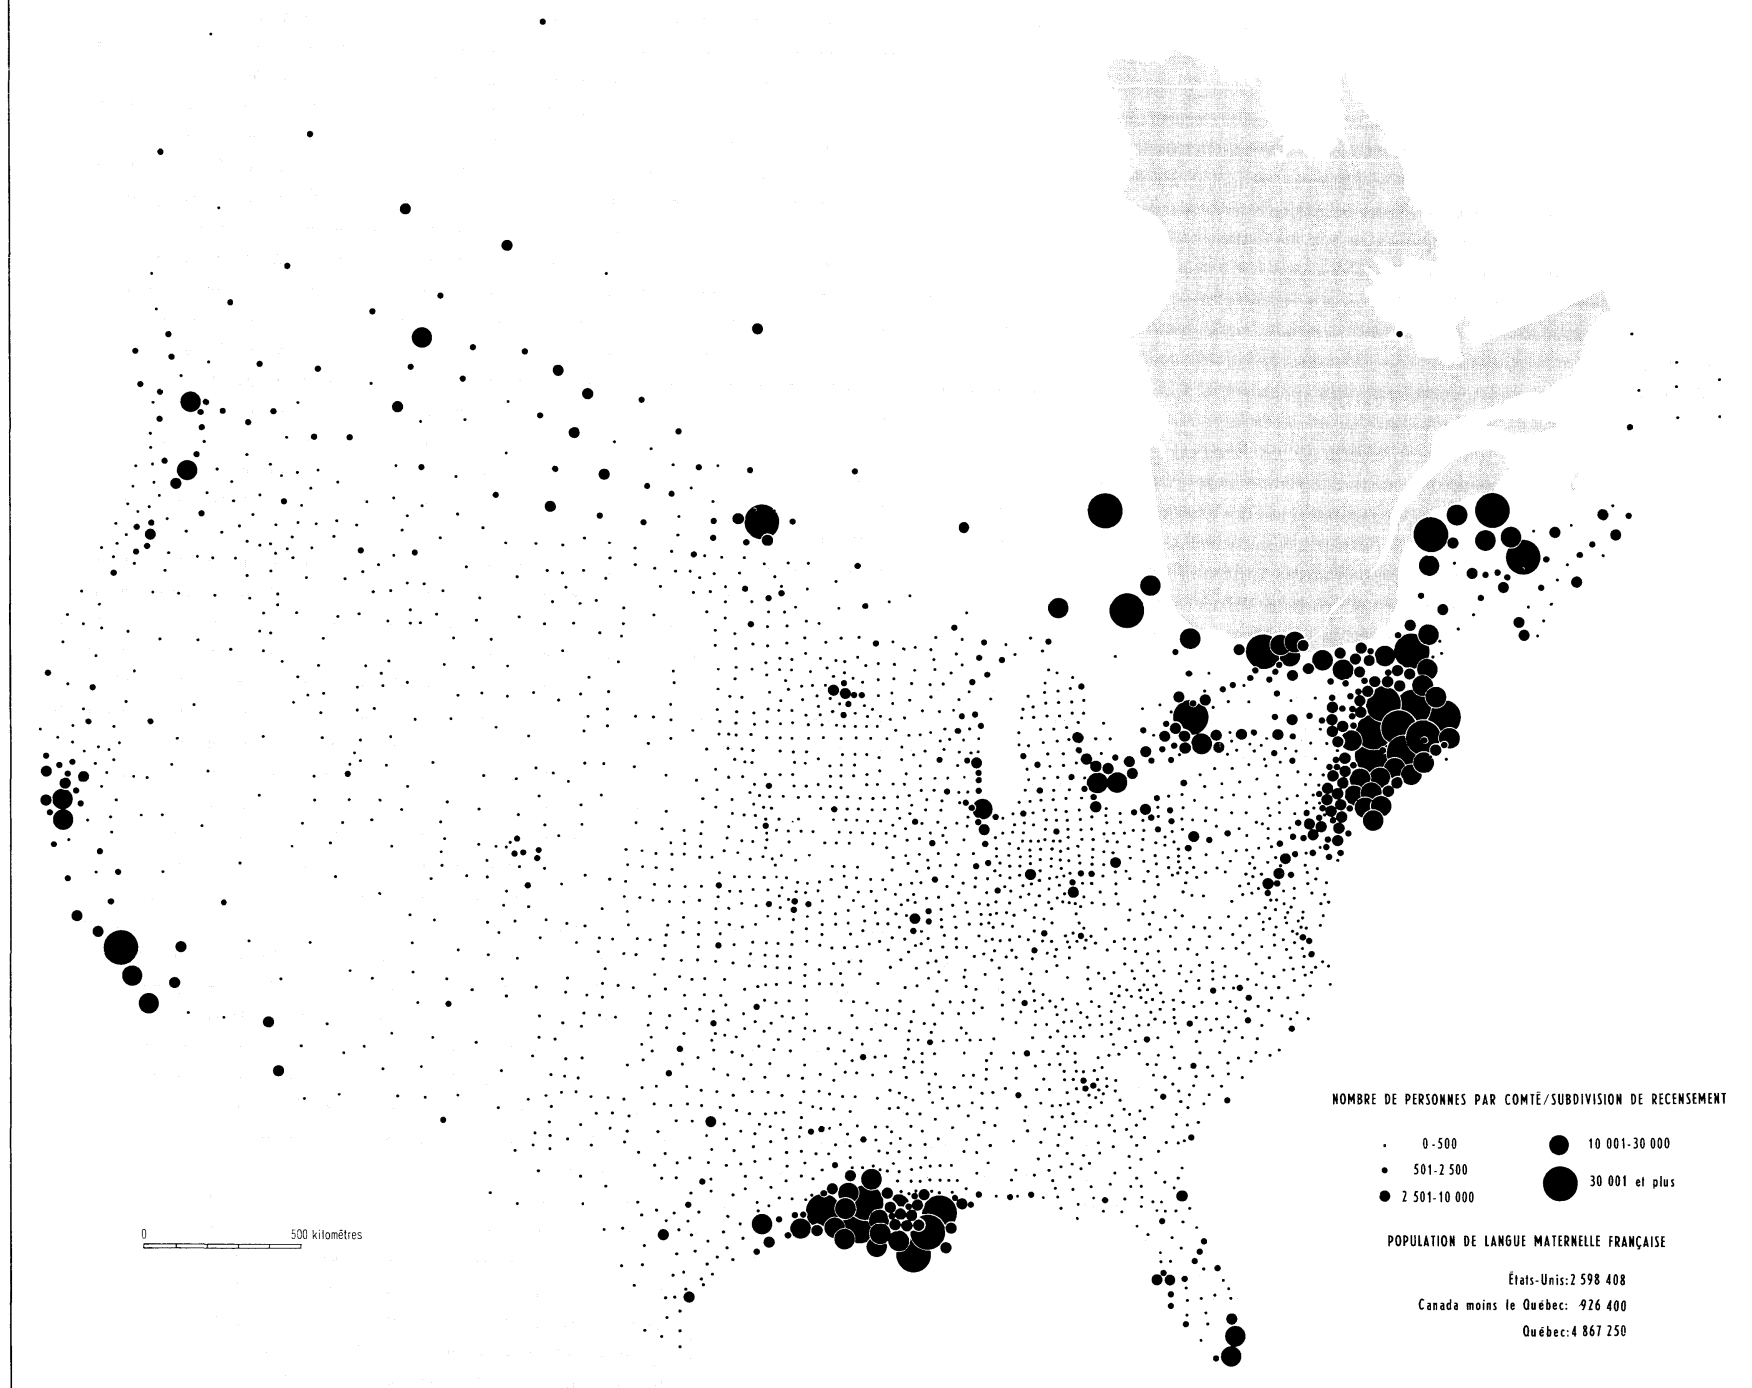 NOMBRE DE PERSONNES PAR COMTÉ/SUBDIVISION DE RECENSEMENT
0-500
10 001-30 000
501-2 500
30 001 et plus
2 501-10 000
0 500 kilomètres
POPULATION DE LANGUE MATERNELLE FRANÇAISE
États-Unis: 2 598 408
Canada moins le Québec: 926 400
Québec: 4 867 250